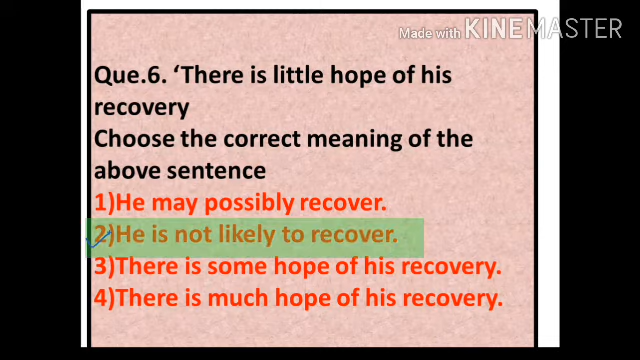 Made with KINEMASTER
Que.6. ‘There is little hope of his
recovery
Choose the correct meaning of the
above sentence
1)He may possibly recover.
2)He is not likely to recover.
3)There is some hope of his recovery.
4)There is much hope of his recovery.